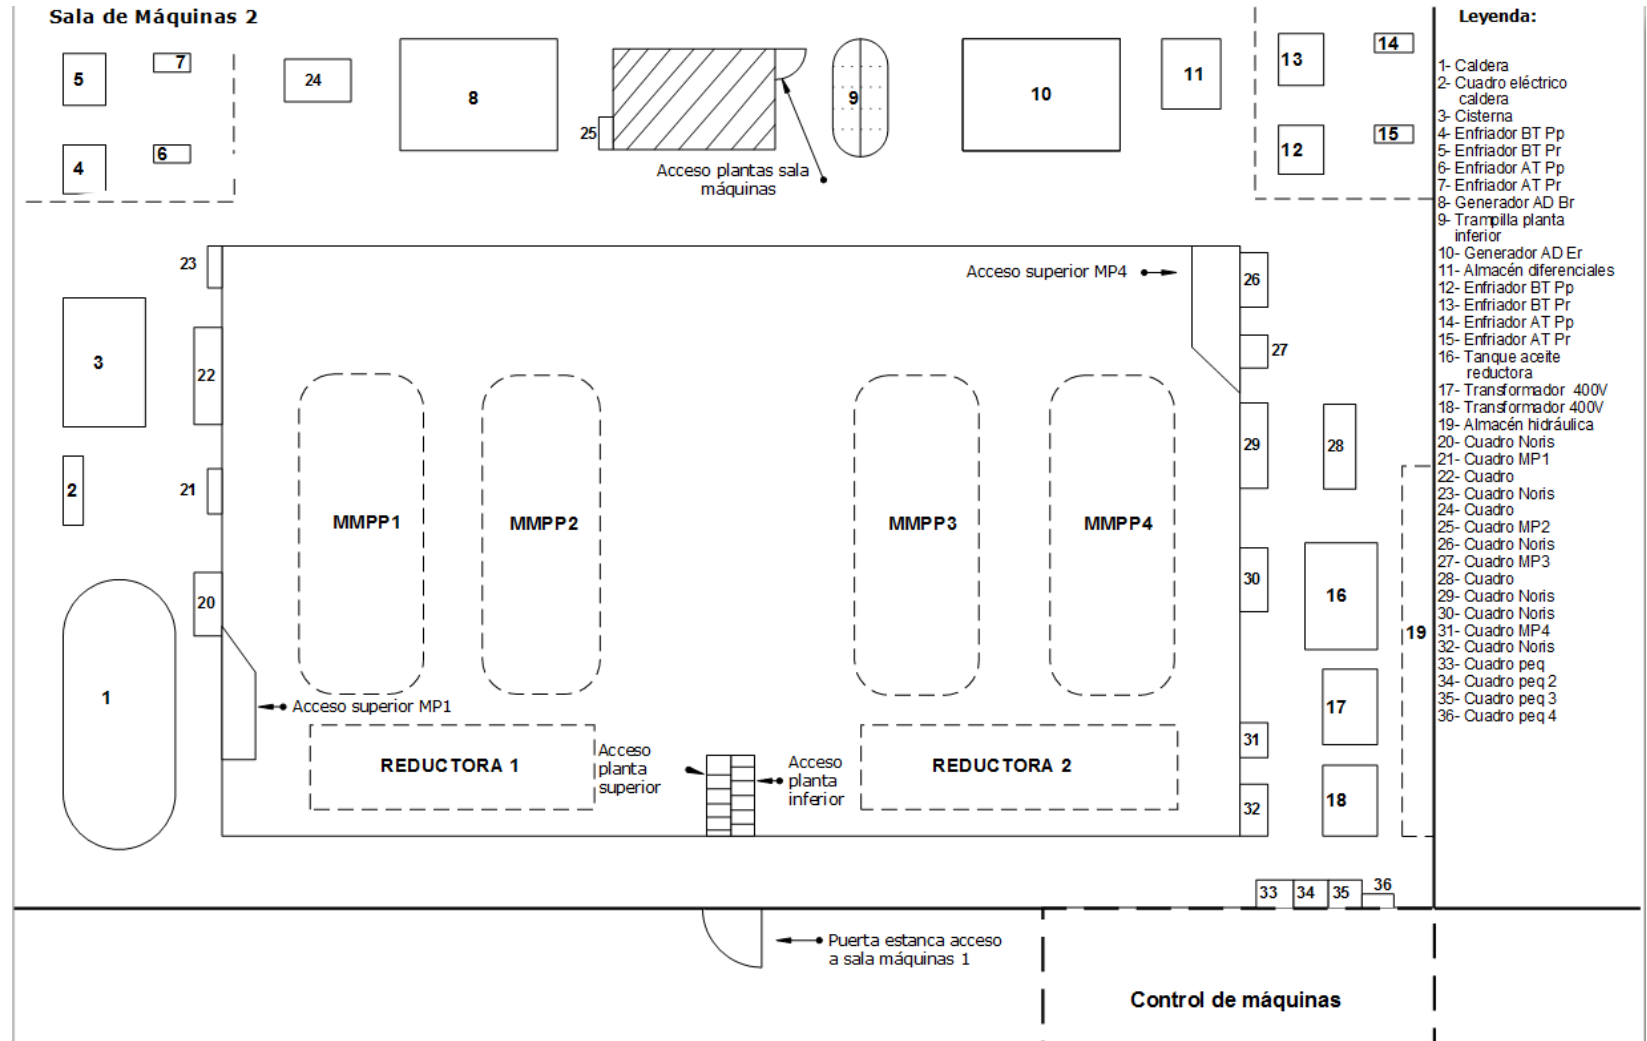 Sala de Máquinas 2
5
7
24
8
25
9
10
11
13
14
4
6
12
15
Acceso plantas sala
máquinas
23
Acceso superior MP4
26
27
3
22
29
28
2
21
MMPP1
MMPP2
MMPP3
MMPP4
20
30
16
19
1
Acceso superior MP1
17
REDUCTORA 1
Acceso
planta
superior
Acceso
planta
inferior
REDUCTORA 2
31
32
18
33
34
35
36
Puerta estanca acceso
a sala máquinas 1
Control de máquinas
Leyenda:
1- Caldera
2- Cuadro eléctrico
caldera
3- Cisterna
4- Enfriador BT Pp
5- Enfriador BT Pr
6- Enfriador AT Pp
7- Enfriador AT Pr
8- Generador AD Br
9- Trampilla planta
inferior
10- Generador AD Er
11- Almacén diferenciales
12- Enfriador BT Pp
13- Enfriador BT Pr
14- Enfriador AT Pp
15- Enfriador AT Pr
16- Tanque aceite
reductora
17- Transformador 400V
18- Transformador 400V
19- Almacén hidráulica
20- Cuadro Noris
21- Cuadro MP1
22- Cuadro
23- Cuadro Noris
24- Cuadro
25- Cuadro MP2
26- Cuadro Noris
27- Cuadro MP3
28- Cuadro
29- Cuadro Noris
30- Cuadro Noris
31- Cuadro MP4
32- Cuadro Noris
33- Cuadro peq
34- Cuadro peq 2
35- Cuadro peq 3
36- Cuadro peq 4